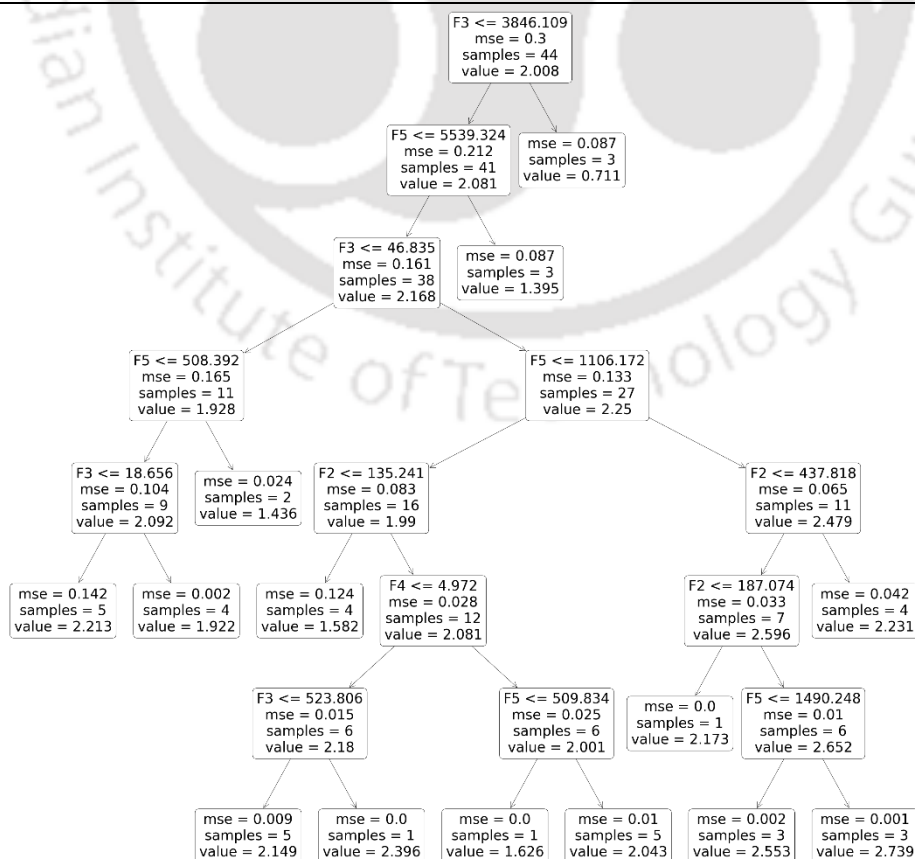 F3 <= 3846.109
mse = 0.3
samples = 44
value = 2.008
F5 <= 5539.324
mse = 0.212
samples = 41
value = 2.081
mse = 0.087
samples = 3
value = 0.711
F3 <= 46.835
mse = 0.161
samples = 38
value = 2.168
mse = 0.087
samples = 3
value = 1.395
F5 <= 508.392
mse = 0.165
samples = 11
value = 1.928
F5 <= 1106.172
mse = 0.133
samples = 27
value = 2.25
F3 <= 18.656
mse = 0.104
samples = 9
value = 2.092
mse = 0.024
samples = 2
value = 1.436
F2 <= 135.241
mse = 0.083
samples = 16
value = 1.99
F2 <= 437.818
mse = 0.065
samples = 11
value = 2.479
mse = 0.142
samples = 5
value = 2.213
mse = 0.002
samples = 4
value = 1.922
mse = 0.124
samples = 4
value = 1.582
F4 <= 4.972
mse = 0.028
samples = 12
value = 2.081
F2 <= 187.074
mse = 0.033
samples = 7
value = 2.596
mse = 0.042
samples = 4
value = 2.231
F3 <= 523.806
mse = 0.015
samples = 6
value = 2.18
F5 <= 509.834
mse = 0.025
samples = 6
value = 2.001
mse = 0.0
samples = 1
value = 2.173
F5 <= 1490.248
mse = 0.01
samples = 6
value = 2.652
mse = 0.009
samples = 5
value = 2.149
mse = 0.0
samples = 1
value = 2.396
mse = 0.0
samples = 1
value = 1.626
mse = 0.01
samples = 5
value = 2.043
mse = 0.002
samples = 3
value = 2.553
mse = 0.001
samples = 3
value = 2.739
Institute of